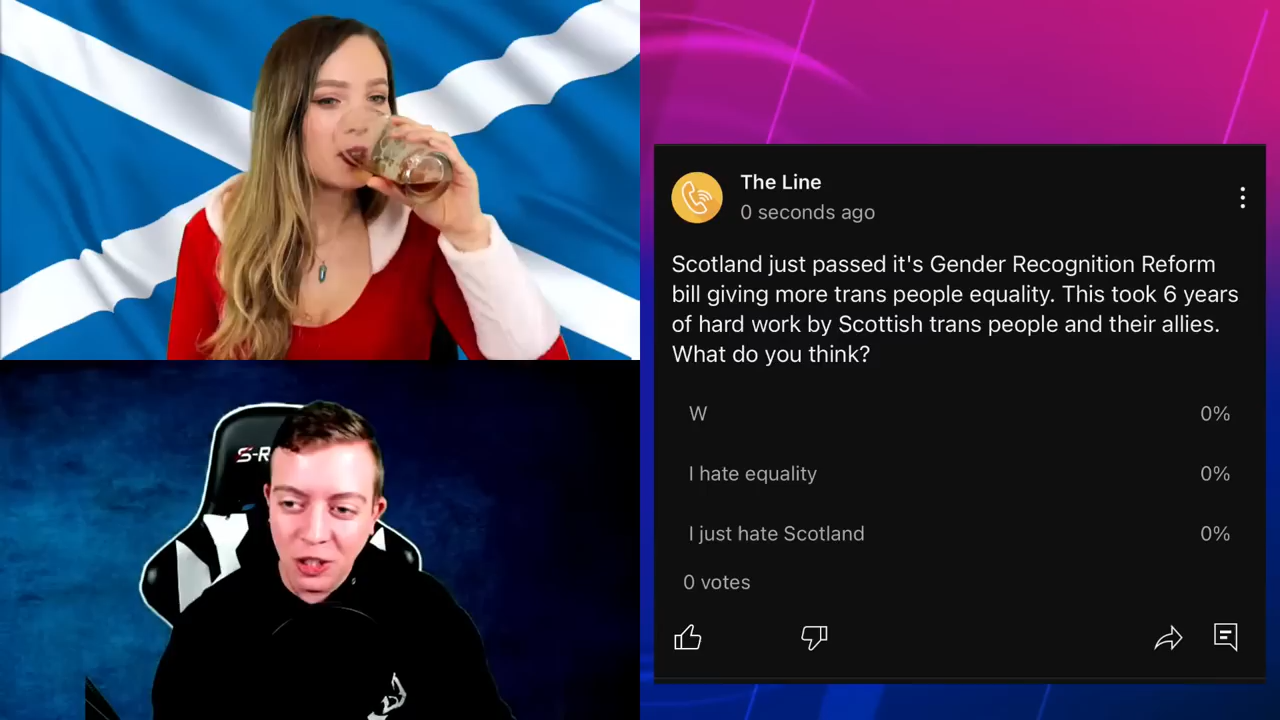 The Line
0 seconds ago
Scotland just passed it's Gender Recognition Reform
bill giving more trans people equality. This took 6 years
of hard work by Scottish trans people and their allies.
What do you think?
W 0%
I hate equality 0%
I just hate Scotland 0%
0 votes
S-R